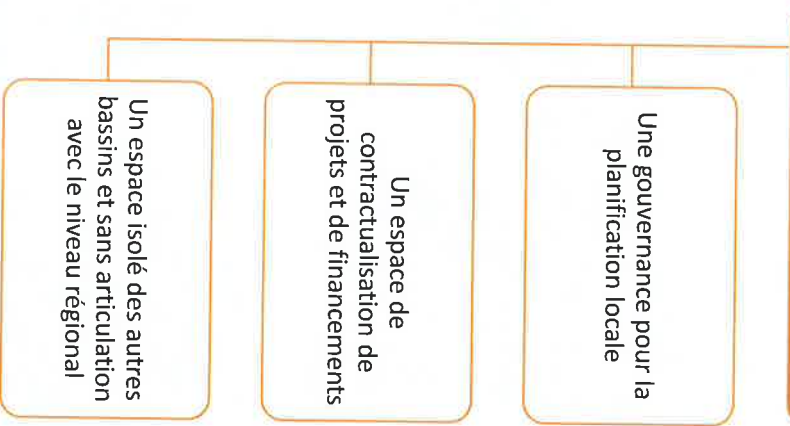 Une gouvernance pour la
planification locale
Un espace de
contractualisation de
projets et de financements
Un espace isolé des autres
bassins et sans articulation
avec le niveau régional